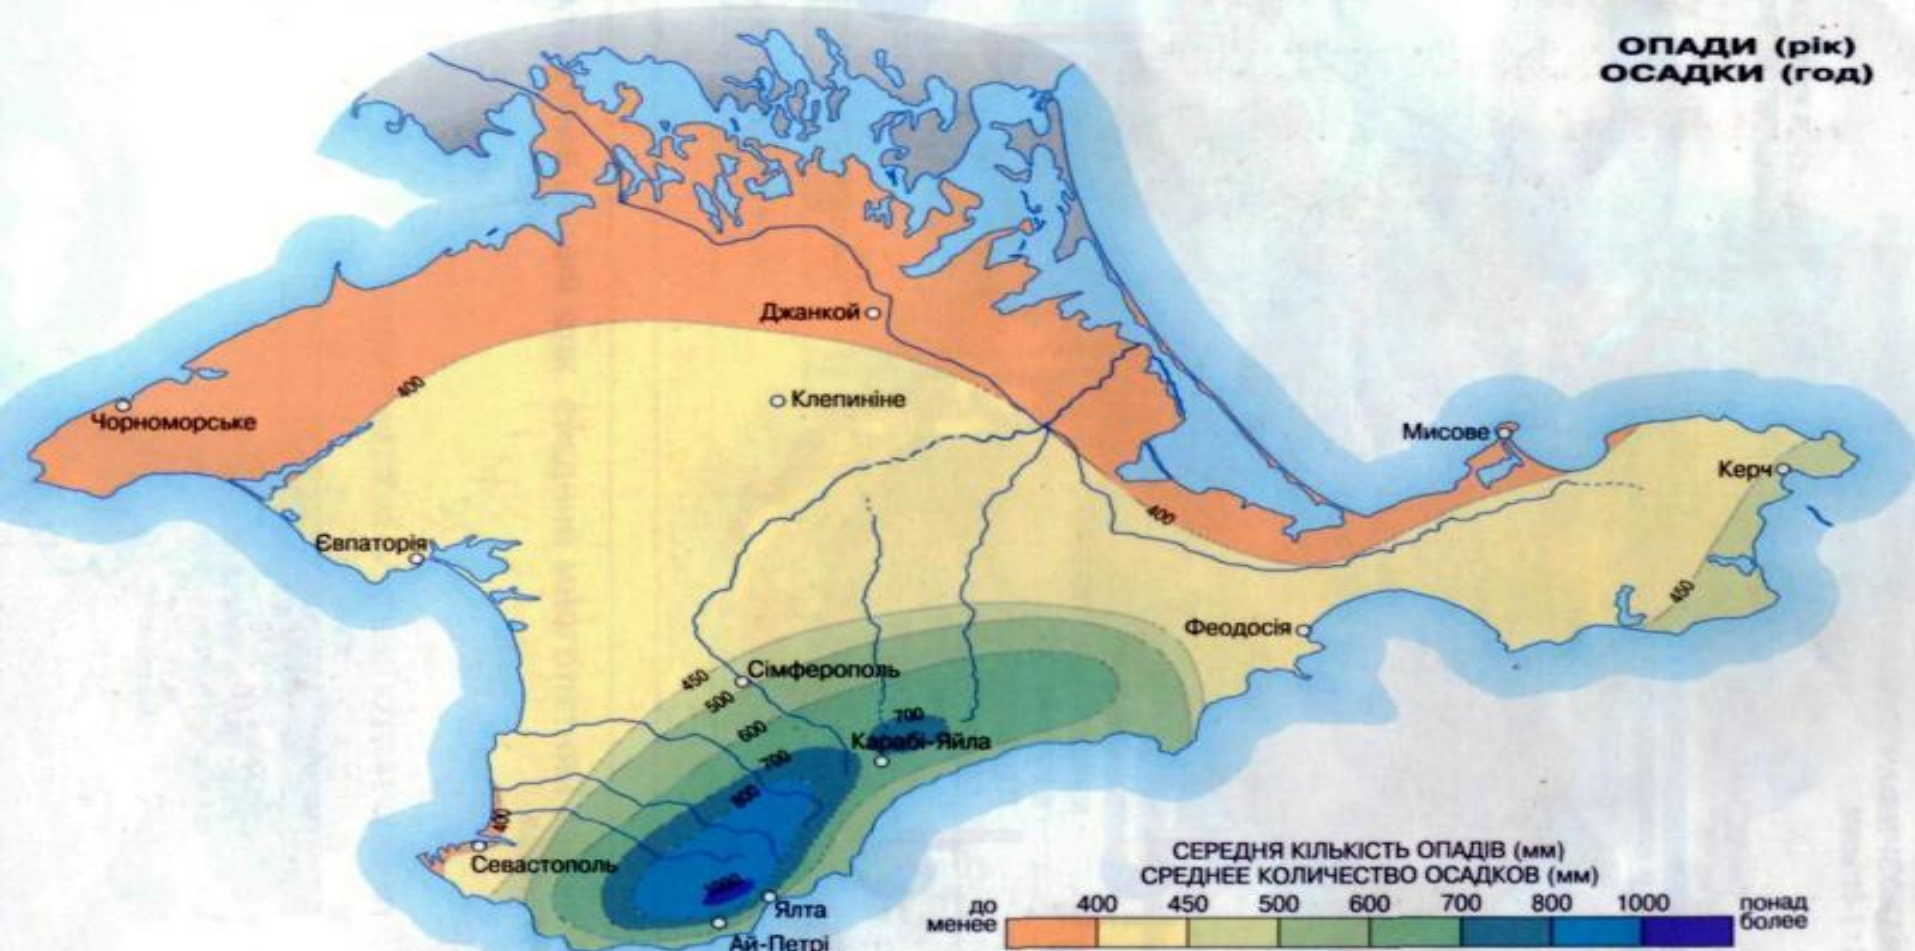 ОПАДИ (рік)
ОСАДКИ (год)
Джанкой
400
Клепиніне
Чорноморське
Мисове
Керч
400
Євпаторія
450
Феодосія
Сімферополь
450
500
600
700
700
Карабі-Яйла
800
400
Севастополь
1000
Ялта
Ай-Петрі
СЕРЕДНЯ КІЛЬКІСТЬ ОПАДІВ (мм)
СРЕДНЕЕ КОЛИЧЕСТВО ОСАДКОВ (мм)
до 400 450 500 600 700 800 1000 понад
менее более